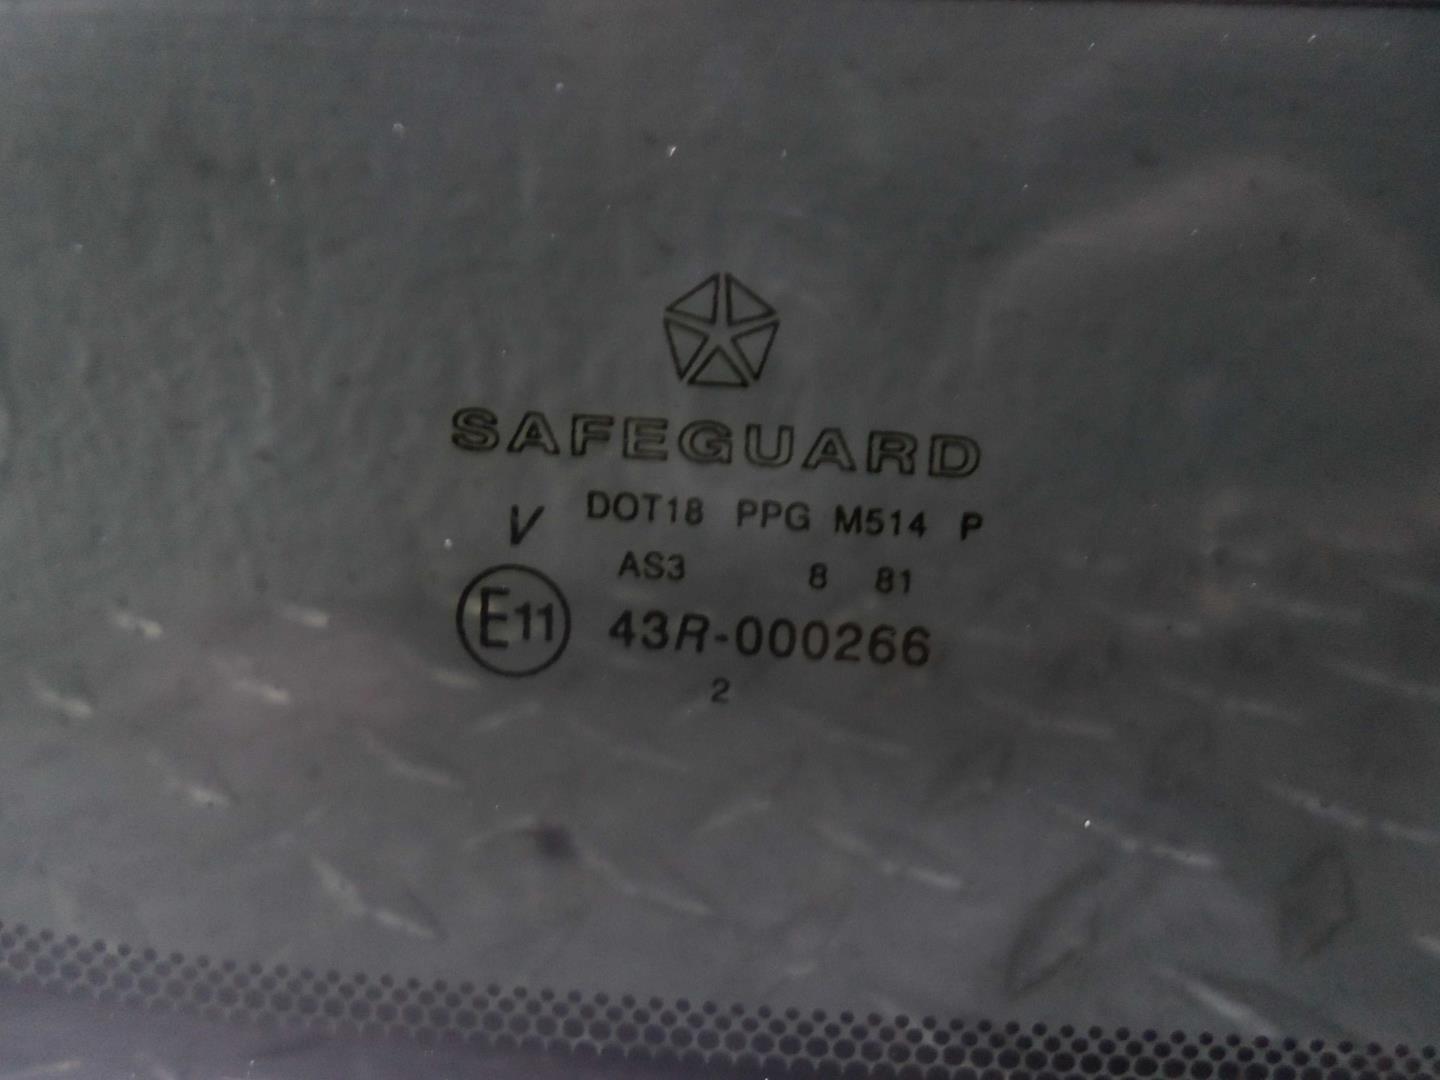 SAFEGUARD
DOT18 PPG M514 P
V
AS3 8 81
E11 43R-000266
2